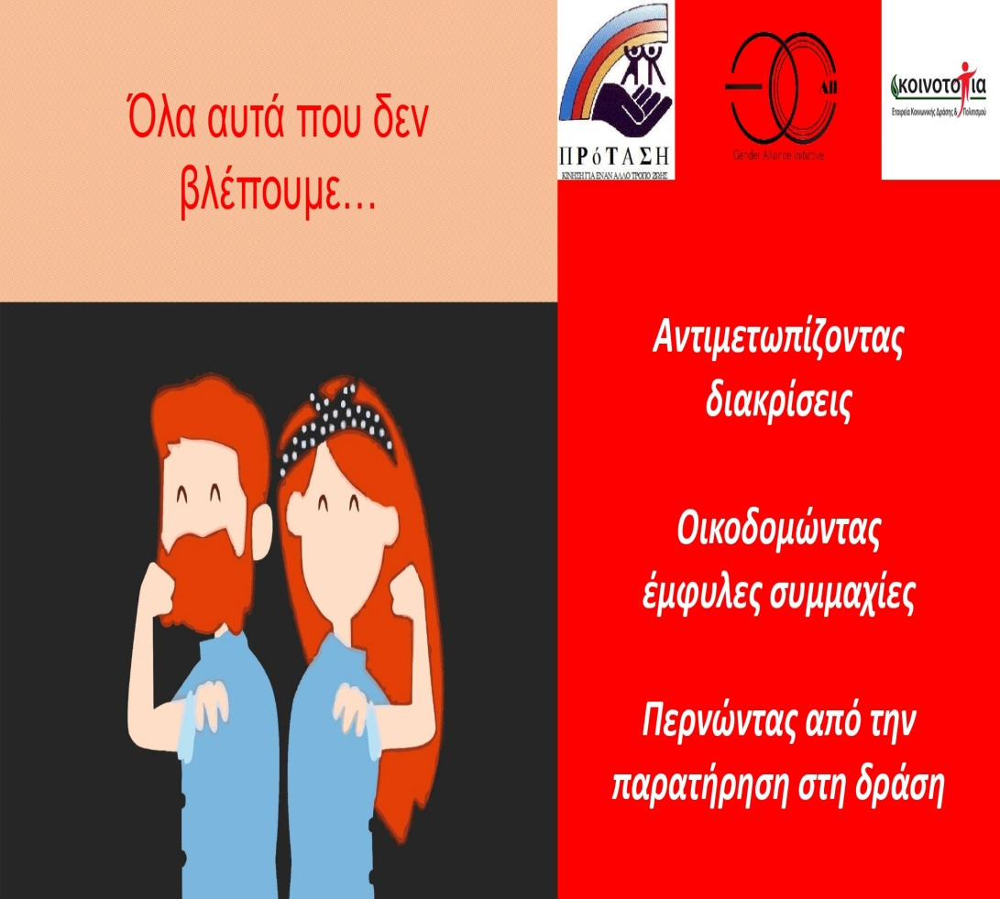 Όλα αυτά που δεν
βλέπουμε...
ΠΡόΤΑΣΗ
ΚΙΝΗΣΗ ΓΙΑ ΕΝΑΝ ΑΛΛΟ ΤΡΟΠΟ ΖΩΗΣ
All
Gender Alliance Initiative
κοινοτοπια
Εταιρεία Κοινωνικής Δράσης & Πολιτισμού
Αντιμετωπίζοντας
διακρίσεις
Οικοδομώντας
έμφυλες συμμαχίες
Περνώντας από την
παρατήρηση στη δράση